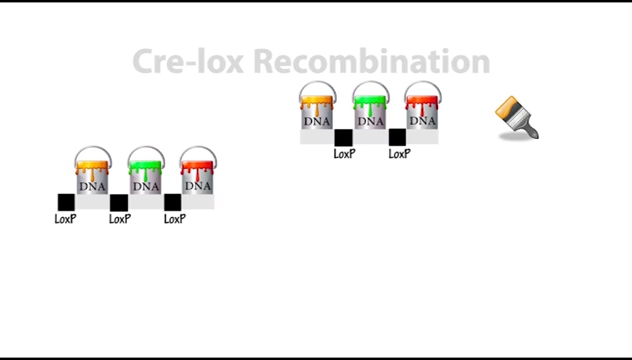 Cre-lox Recombination
DNA DNA DNA
LoxP LoxP
DNA DNA DNA
LoxP LoxP LoxP